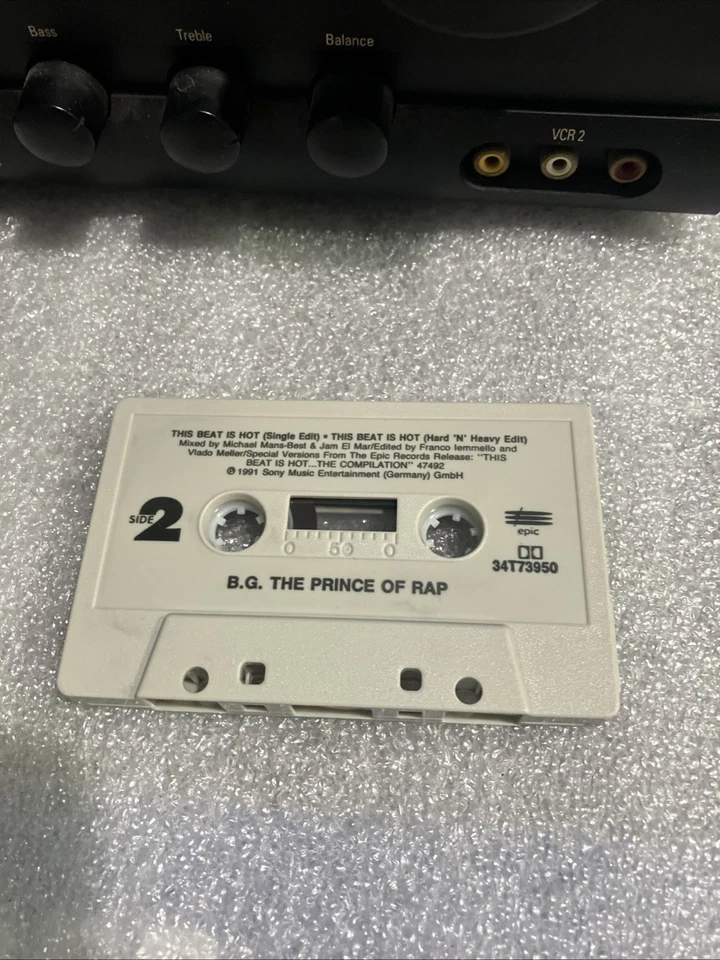 Bass
Treble
Balance
VCR 2
THIS BEAT IS HOT (Single Edit) • THIS BEAT IS HOT (Hard 'N' Heavy Edit)
Mixed by Michael Mans-Best & Jam El Mar/Edited by Franco Iemmello and
Vlado Meller/Special Versions From The Epic Records Release: "THIS
BEAT IS HOT...THE COMPILATION" 47492
℗ 1991 Sony Music Entertainment (Germany) GmbH
SIDE 2
0 50 0
epic
34T73950
B.G. THE PRINCE OF RAP